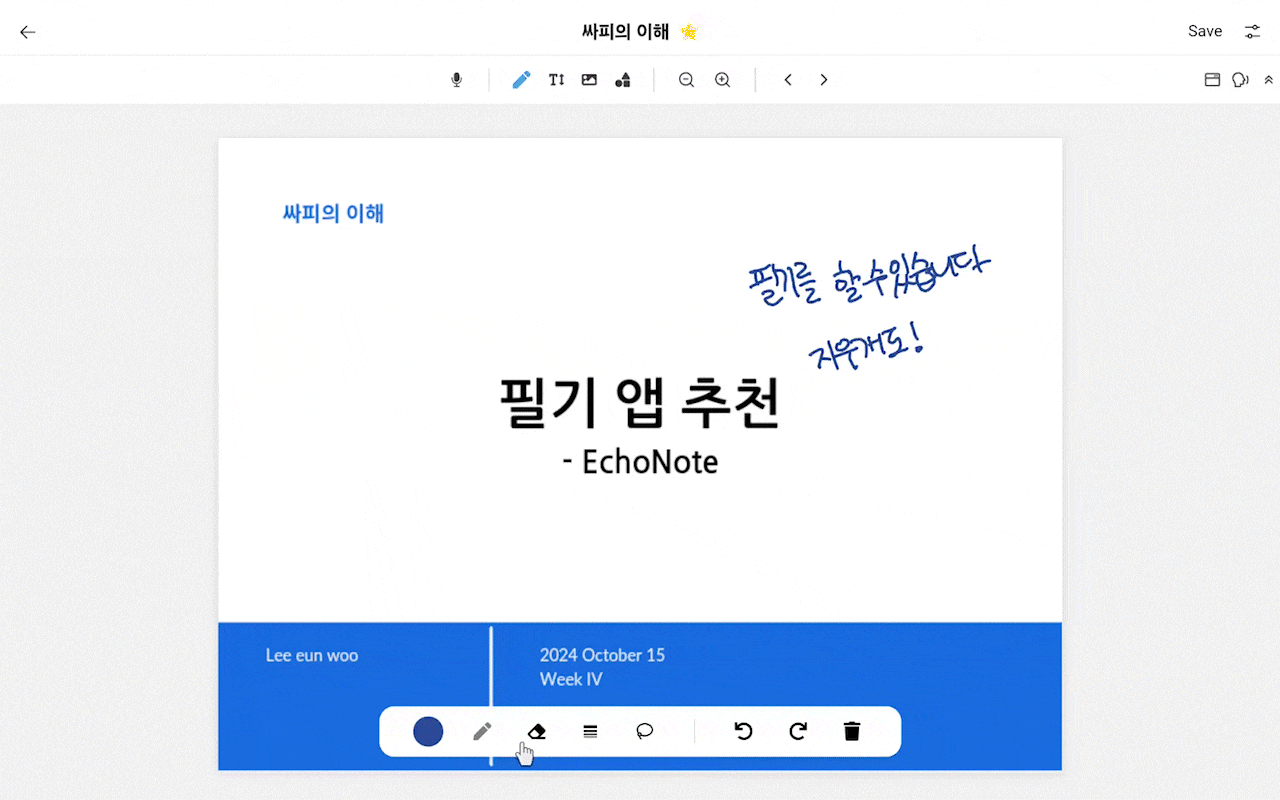 싸피의 이해
Save
T
싸피의 이해
필기를 할 수 있습니다
지우개도!
필기 앱 추천
- EchoNote
Lee eun woo
2024 October 15
Week IV